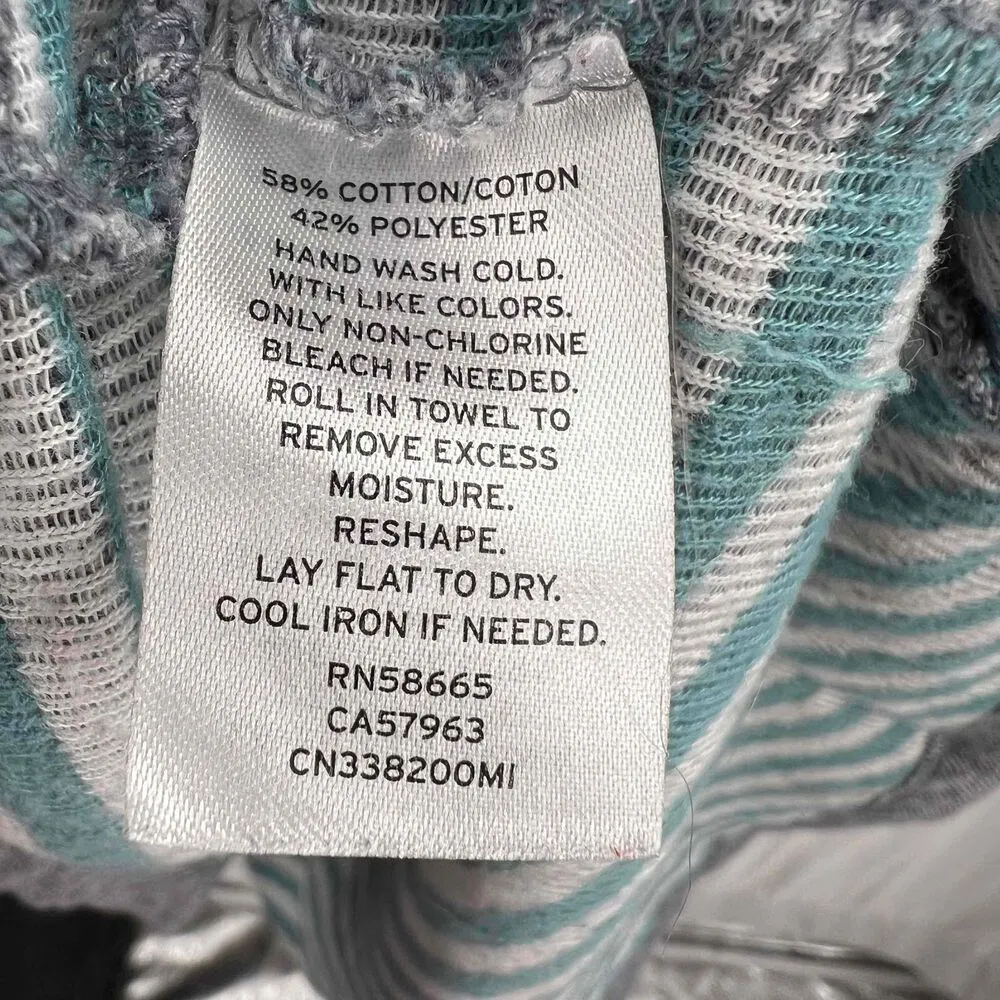 58% COTTON/COTON
42% POLYESTER
HAND WASH COLD.
WITH LIKE COLORS.
ONLY NON-CHLORINE
BLEACH IF NEEDED.
ROLL IN TOWEL TO
REMOVE EXCESS
MOISTURE.
RESHAPE.
LAY FLAT TO DRY.
COOL IRON IF NEEDED.
RN58665
CA57963
CN338200MI